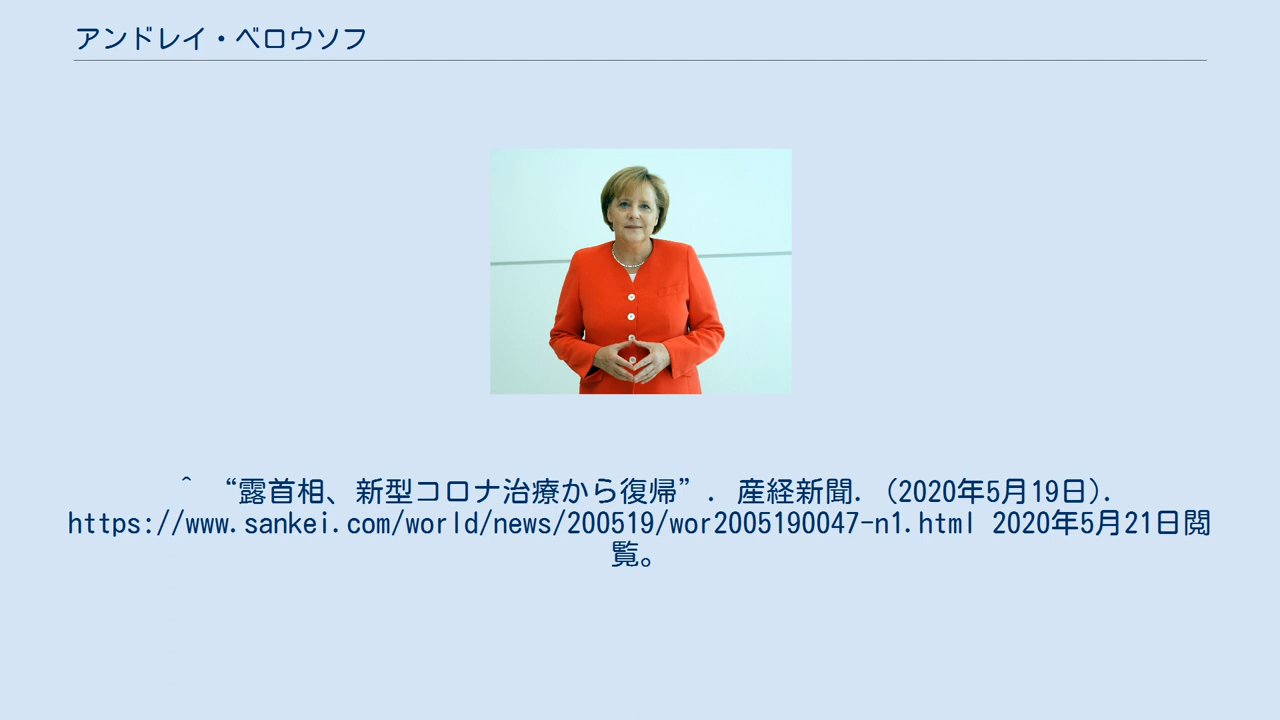 アンドレイ・ベロウソフ
^ “露首相、新型コロナ治療から復帰”. 産経新聞. (2020年5月19日).
https://www.sankei.com/world/news/200519/wor2005190047-n1.html 2020年5月21日閲
覧。